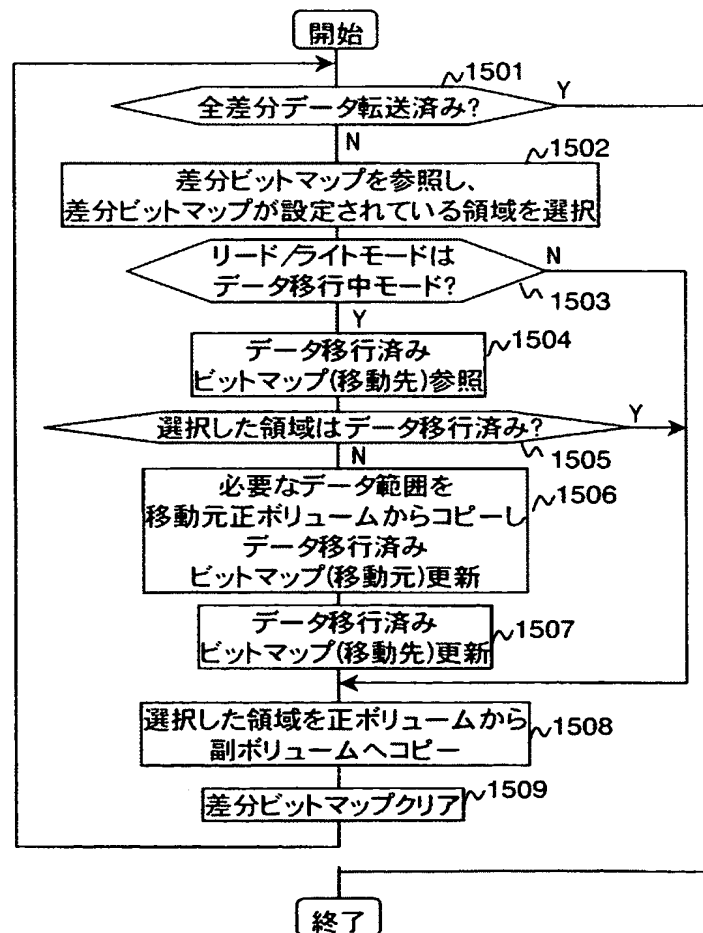 開始
1501
全差分データ転送済み?
Y
N
1502
差分ビットマップを参照し、
差分ビットマップが設定されている領域を選択
リード/ライトモードは
データ移行中モード?
N
1503
Y
1504
データ移行済み
ビットマップ(移動先)参照
選択した領域はデータ移行済み?
Y
1505
N
必要なデータ範囲を
移動元正ボリュームからコピーし
データ移行済み
ビットマップ(移動元)更新
1506
データ移行済み
ビットマップ(移動先)更新
1507
選択した領域を正ボリュームから
副ボリュームへコピー
1508
差分ビットマップクリア
1509
終了